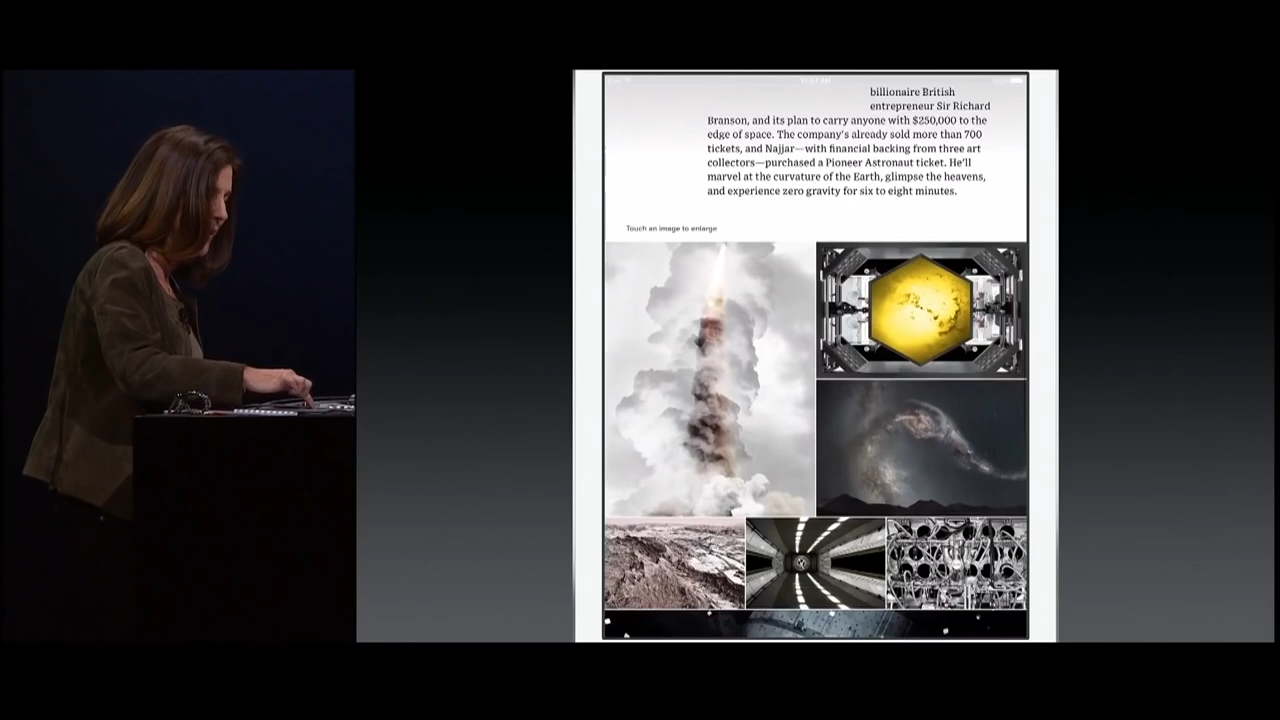 billionaire British
entrepreneur Sir Richard
Branson, and its plan to carry anyone with $250,000 to the
edge of space. The company's already sold more than 700
tickets, and Najjar—with financial backing from three art
collectors—purchased a Pioneer Astronaut ticket. He'll
marvel at the curvature of the Earth, glimpse the heavens,
and experience zero gravity for six to eight minutes.
Touch an image to enlarge